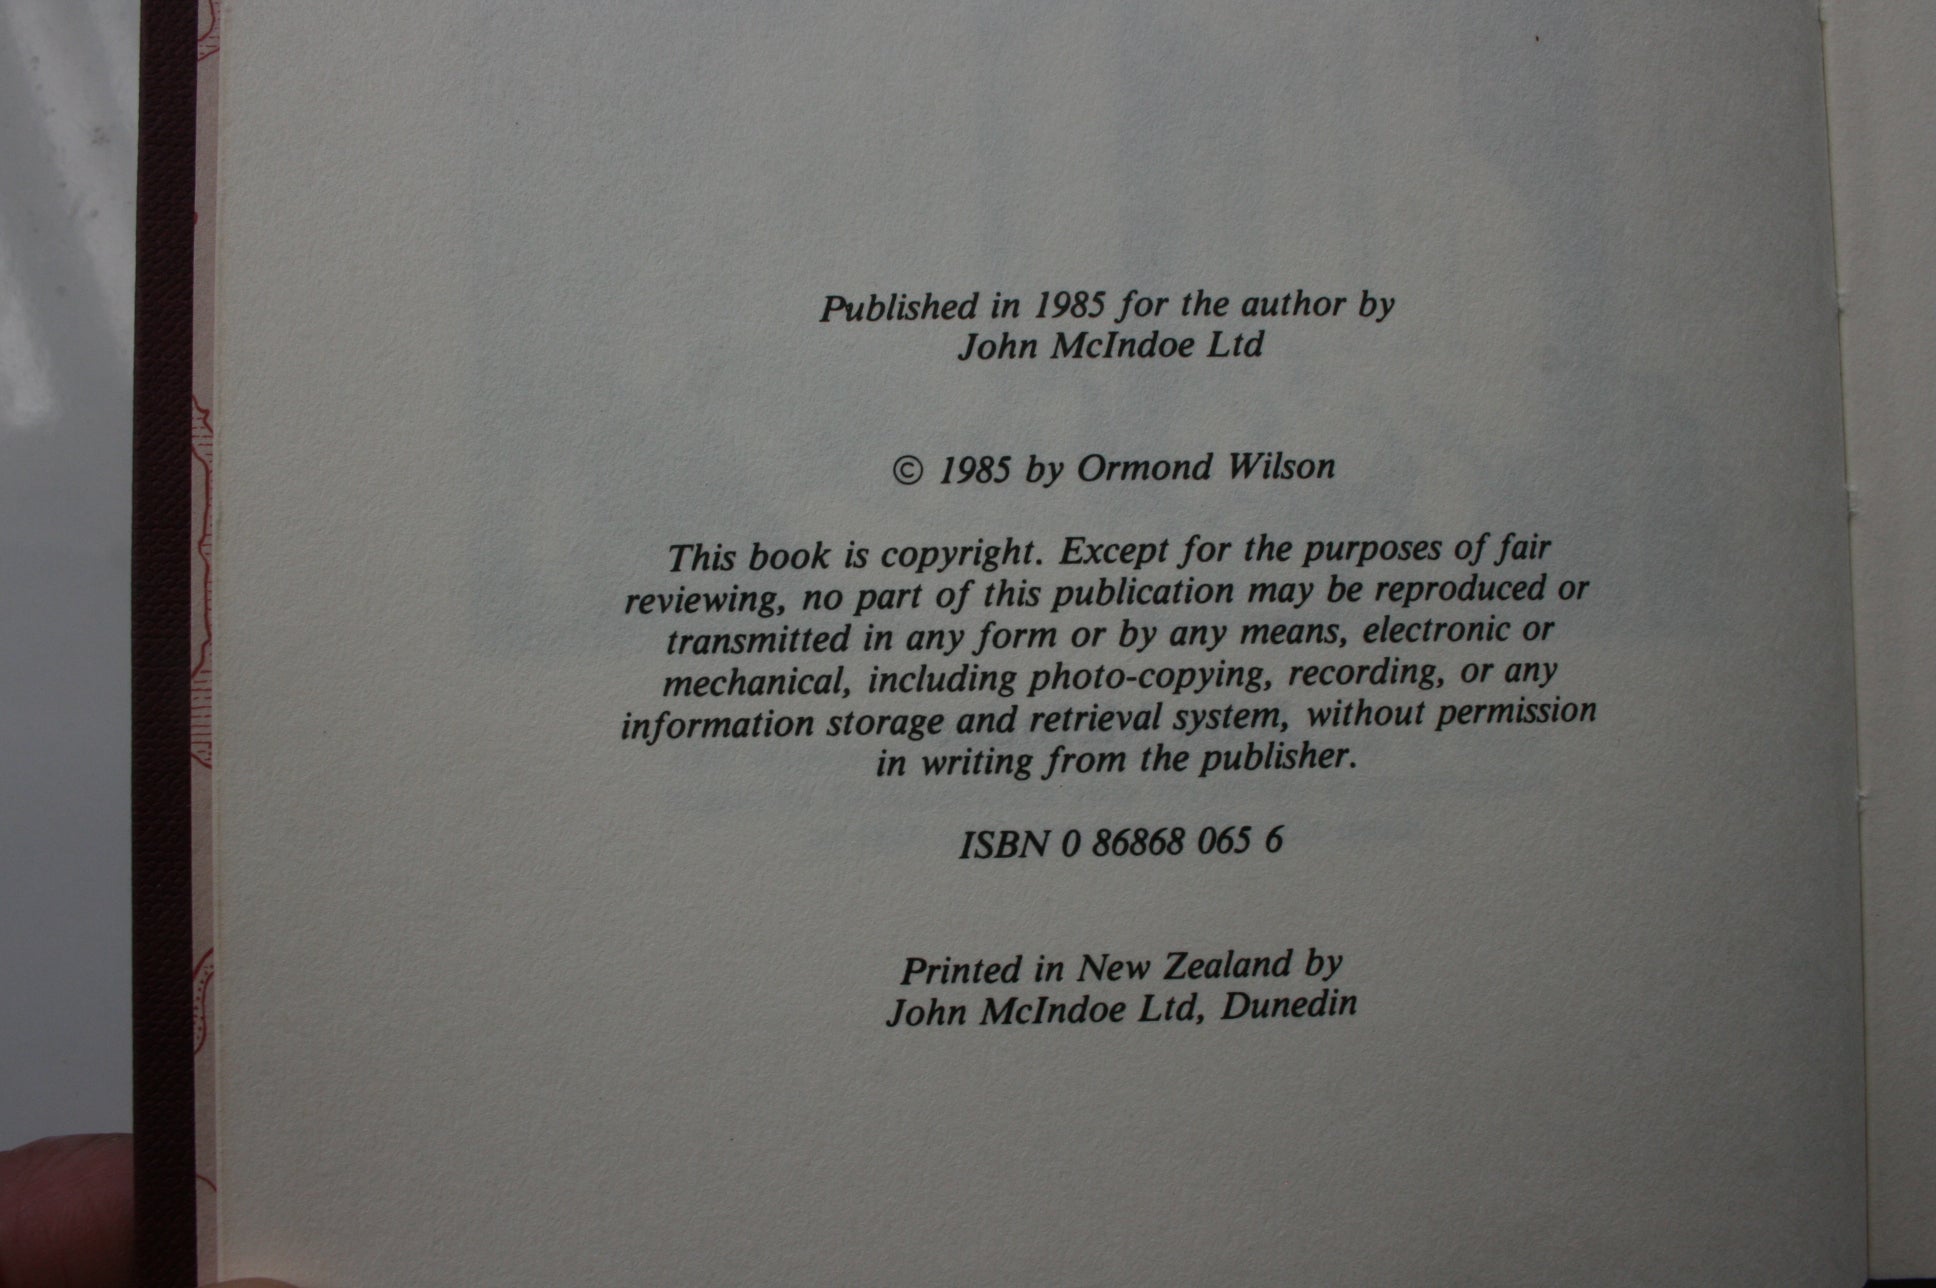 Published in 1985 for the author by
John McIndoe Ltd
© 1985 by Ormond Wilson
This book is copyright. Except for the purposes of fair
reviewing, no part of this publication may be reproduced or
transmitted in any form or by any means, electronic or
mechanical, including photo-copying, recording, or any
information storage and retrieval system, without permission
in writing from the publisher.
ISBN 0 86868 065 6
Printed in New Zealand by
John McIndoe Ltd, Dunedin